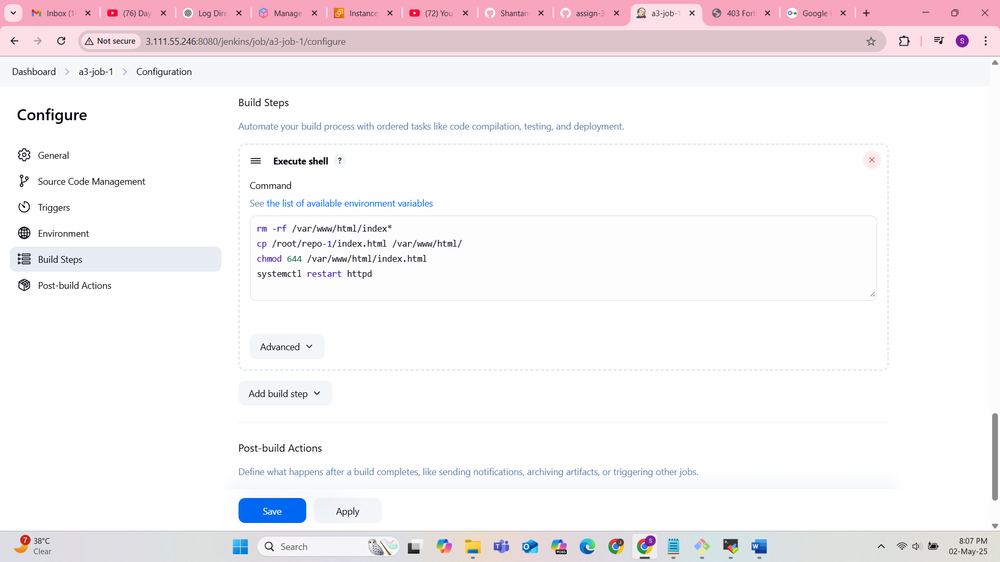 Inbox (14
(76) Day
Log Dire
Manage
Instance
(72) You
Shantan
assign-3
a3-job-1
403 Forb
Google
Not secure
3.111.55.246:8080/jenkins/job/a3-job-1/configure
S
Dashboard
a3-job-1
Configuration
Configure
General
Source Code Management
Triggers
Environment
Build Steps
Post-build Actions
Build Steps
Automate your build process with ordered tasks like code compilation, testing, and deployment.
Execute shell ?
Command
See the list of available environment variables
rm -rf /var/www/html/index*
cp /root/repo-1/index.html /var/www/html/
chmod 644 /var/www/html/index.html
systemctl restart httpd
Advanced
Add build step
Post-build Actions
Define what happens after a build completes, like sending notifications, archiving artifacts, or triggering other jobs.
Save
Apply
7
38°C
Clear
Search
M365
J
S
8:07 PM
02-May-25